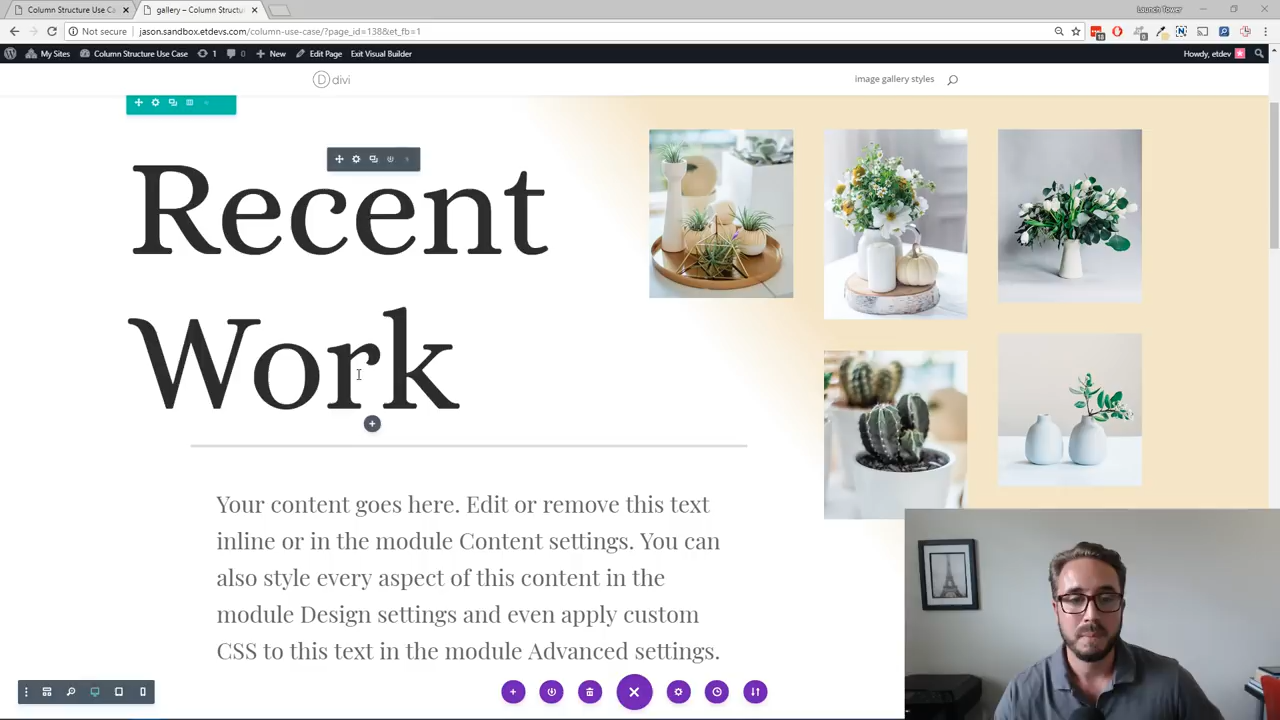 Column Structure Use Ca
gallery – Column Structu
Launch Tower
Not secure
jason.sandbox.etdevs.com/column-use-case/?page_id=138&et_fb=1
My Sites
Column Structure Use Case
1
0
New
Edit Page
Exit Visual Builder
Howdy, etdev
D divi
image gallery styles
Recent
Work
Your content goes here. Edit or remove this text
inline or in the module Content settings. You can
also style every aspect of this content in the
module Design settings and even apply custom
CSS to this text in the module Advanced settings.